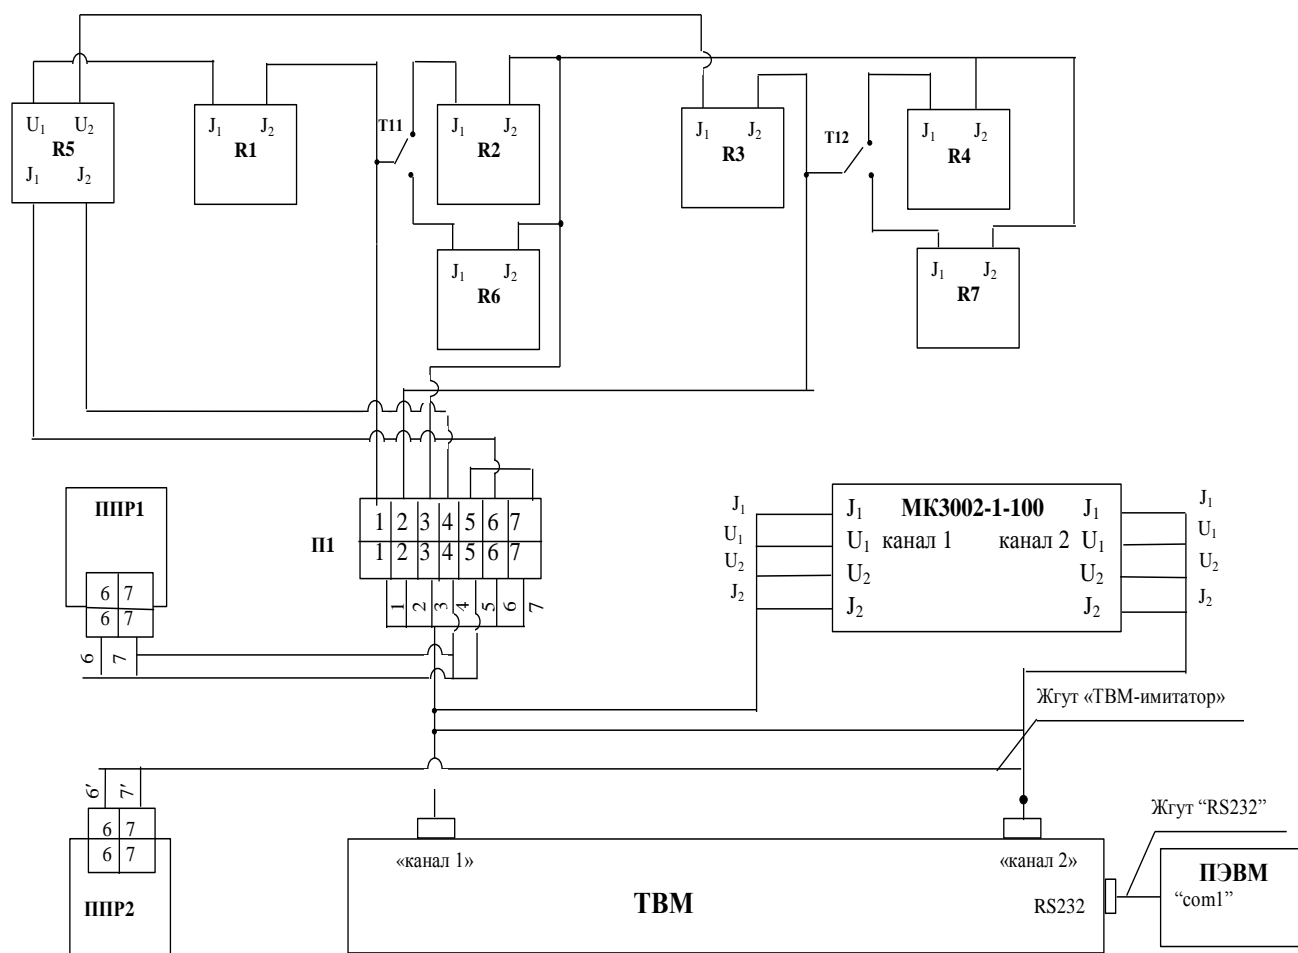 U₁ U₂
R5
J₁ J₂
J₁ J₂
R1
T11
J₁ J₂
R2
J₁ J₂
R6
J₁ J₂
R3
T12
J₁ J₂
R4
J₁ J₂
R7
ППР1
6 7
6 7
6 7
П1
1 2 3 4 5 6 7
1 2 3 4 5 6 7
1 2 3 4 5 6 7
J₁
U₁
U₂
J₂
МК3002-1-100
J₁ J₁
U₁ канал 1 канал 2 U₁
U₂ U₂
J₂ J₂
J₁
U₁
U₂
J₂
Жгут «ТВМ-имитатор»
6' 7'
6 7
6 7
ППР2
«канал 1» «канал 2»
ТВМ
RS232
Жгут “RS232”
ПЭВМ
“com1”